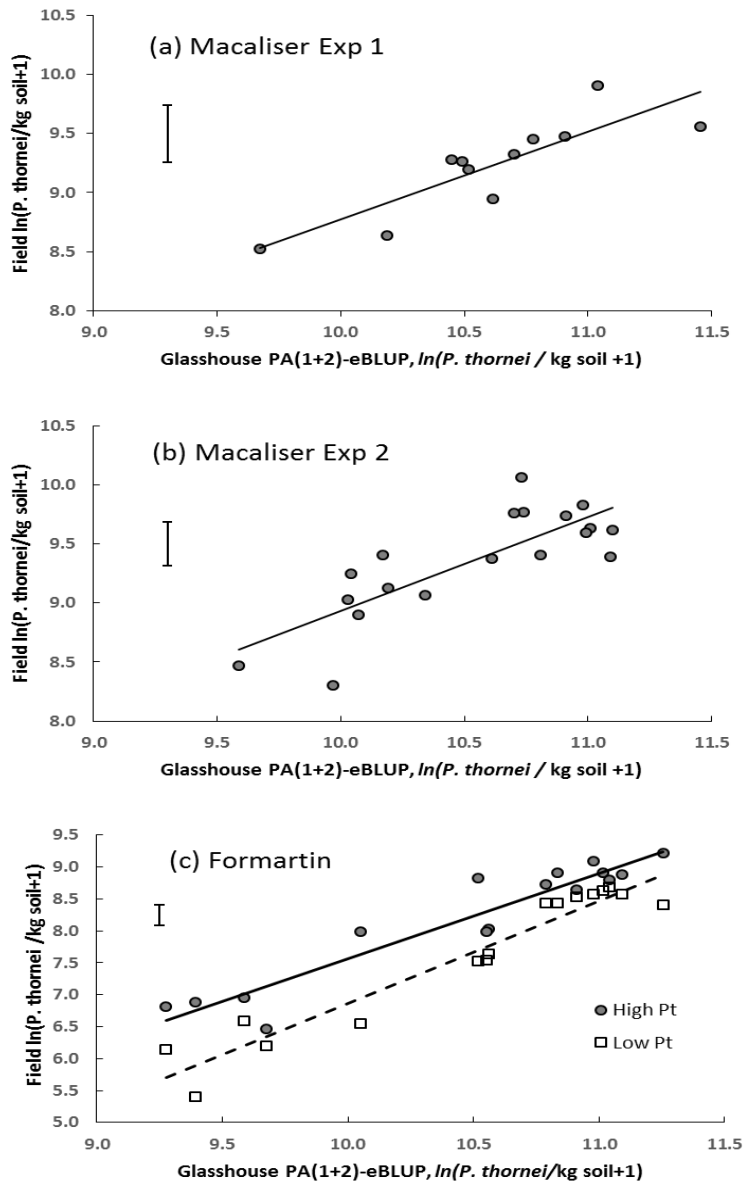 (a) Macaliser Exp 1
Field ln(P. thornei/kg soil+1)
10.5
10.0
9.5
9.0
8.5
8.0
9.0 9.5 10.0 10.5 11.0 11.5
Glasshouse PA(1+2)-eBLUP, ln(P. thornei / kg soil +1)
(b) Macaliser Exp 2
Field ln(P. thornei/kg soil+1)
10.5
10.0
9.5
9.0
8.5
8.0
9.0 9.5 10.0 10.5 11.0 11.5
Glasshouse PA(1+2)-eBLUP, ln(P. thornei / kg soil +1)
(c) Formartin
Field ln(P. thornei /kg soil+1)
9.5
9.0
8.5
8.0
7.5
7.0
6.5
6.0
5.5
5.0
High Pt
Low Pt
9.0 9.5 10.0 10.5 11.0 11.5
Glasshouse PA(1+2)-eBLUP, ln(P. thornei/kg soil+1)